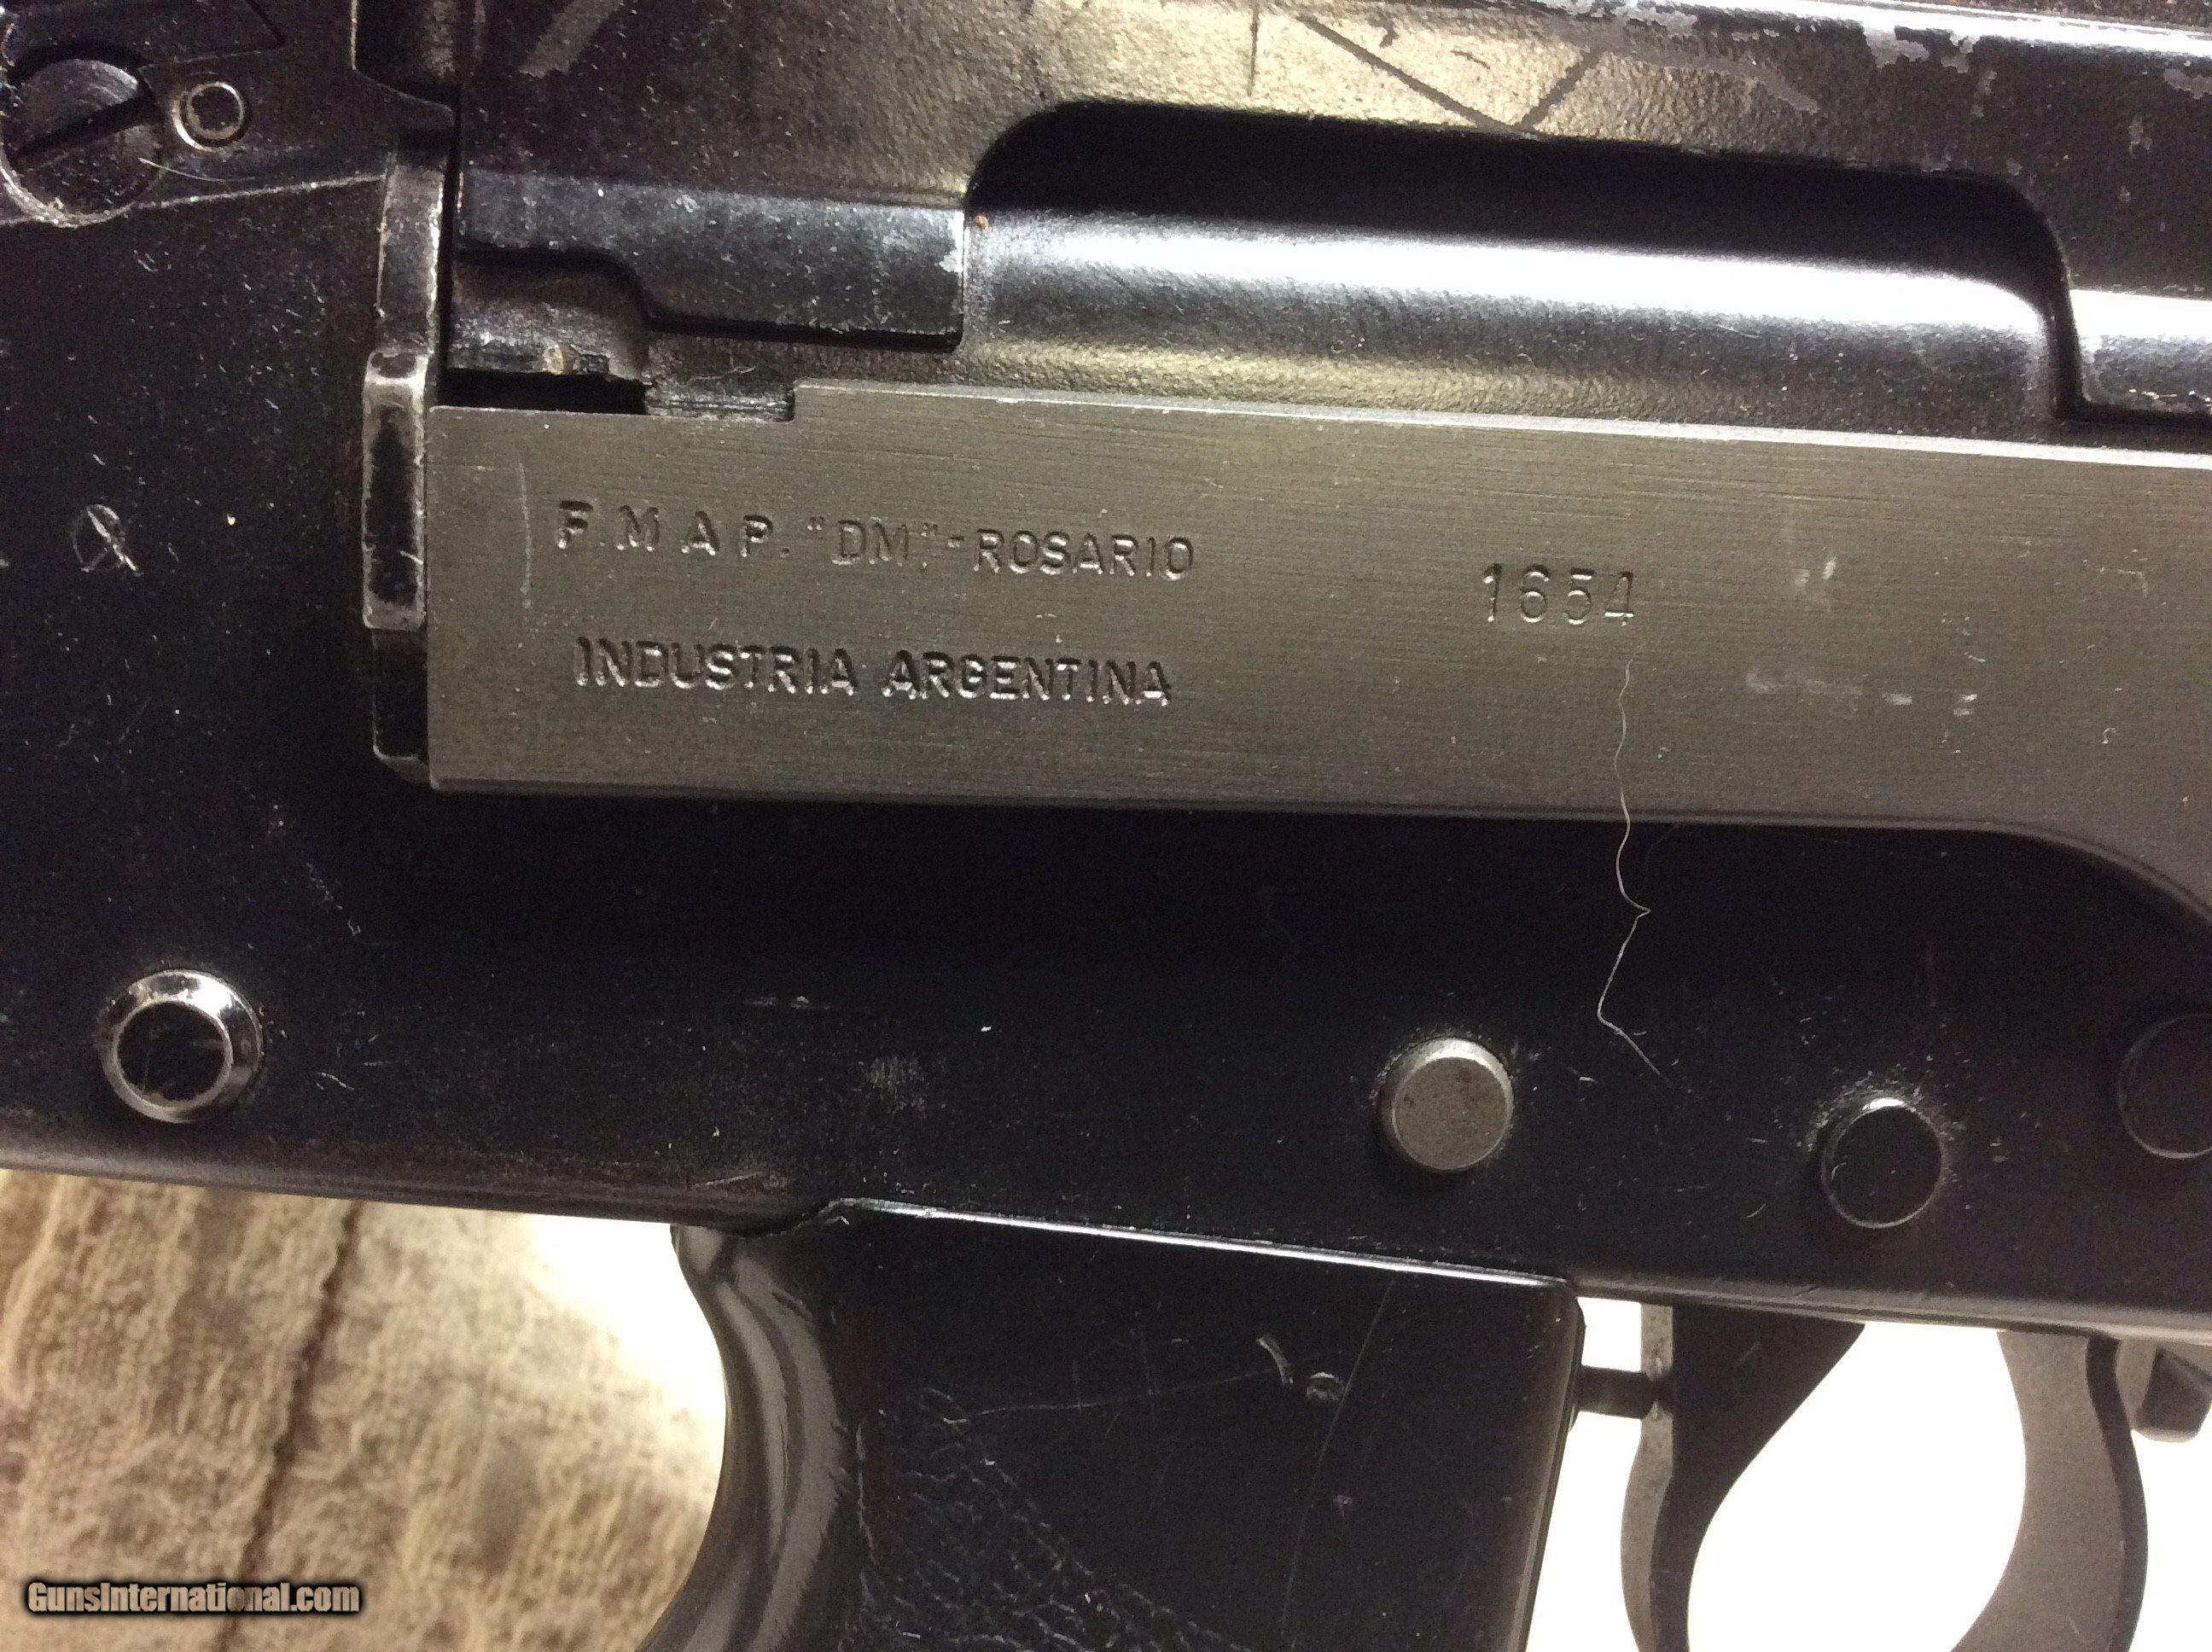 F.M A P. "DM."-ROSARIO
1654
INDUSTRIA ARGENTINA
GunsInternational.com